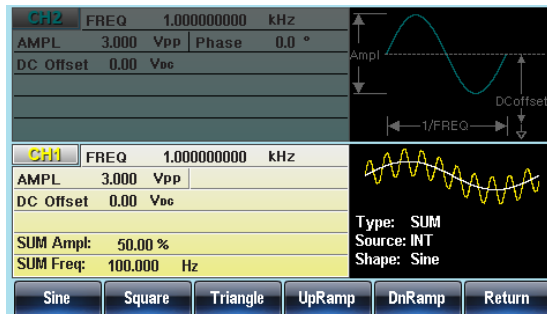 CH2 FREQ 1.000000000 kHz
AMPL 3.000 Vpp Phase 0.0 °
DC Offset 0.00 VDC
Ampl
DCoffset
1/FREQ
CH1 FREQ 1.000000000 kHz
AMPL 3.000 Vpp
DC Offset 0.00 VDC
SUM Ampl: 50.00 %
SUM Freq: 100.000 Hz
Type: SUM
Source: INT
Shape: Sine
Sine Square Triangle UpRamp DnRamp Return